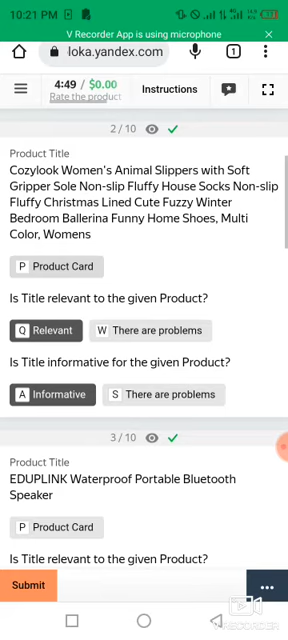 10:21 PM
V Recorder App is using microphone
loka.yandex.com
1
4:49 / $0.00
Rate the product
Instructions
2 / 10
Product Title
Cozylook Women's Animal Slippers with Soft
Gripper Sole Non-slip Fluffy House Socks Non-slip
Fluffy Christmas Lined Cute Fuzzy Winter
Bedroom Ballerina Funny Home Shoes, Multi
Color, Womens
P Product Card
Is Title relevant to the given Product?
Q Relevant W There are problems
Is Title informative for the given Product?
A Informative S There are problems
3 / 10
Product Title
EDUPLINK Waterproof Portable Bluetooth
Speaker
P Product Card
Is Title relevant to the given Product?
Submit
RECORDER